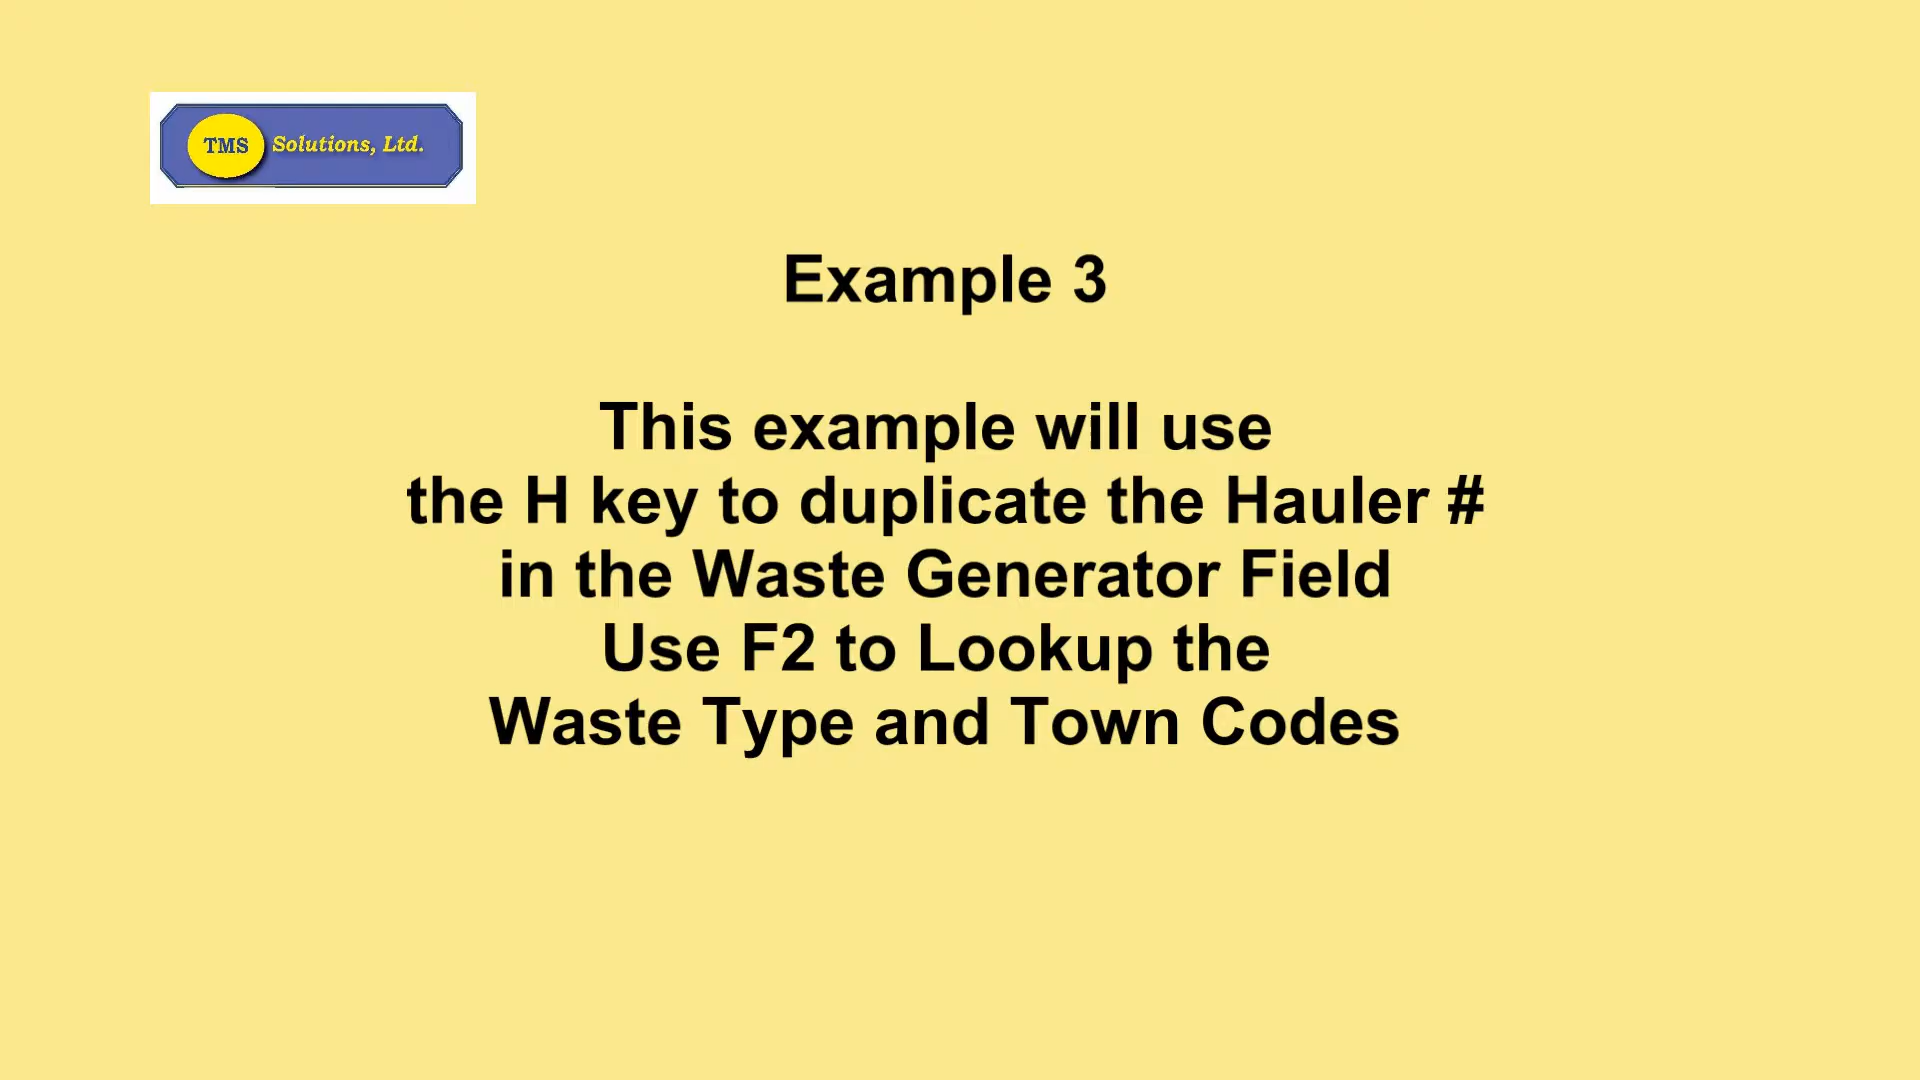 TMS Solutions, Ltd.
Example 3
This example will use
the H key to duplicate the Hauler #
in the Waste Generator Field
Use F2 to Lookup the
Waste Type and Town Codes